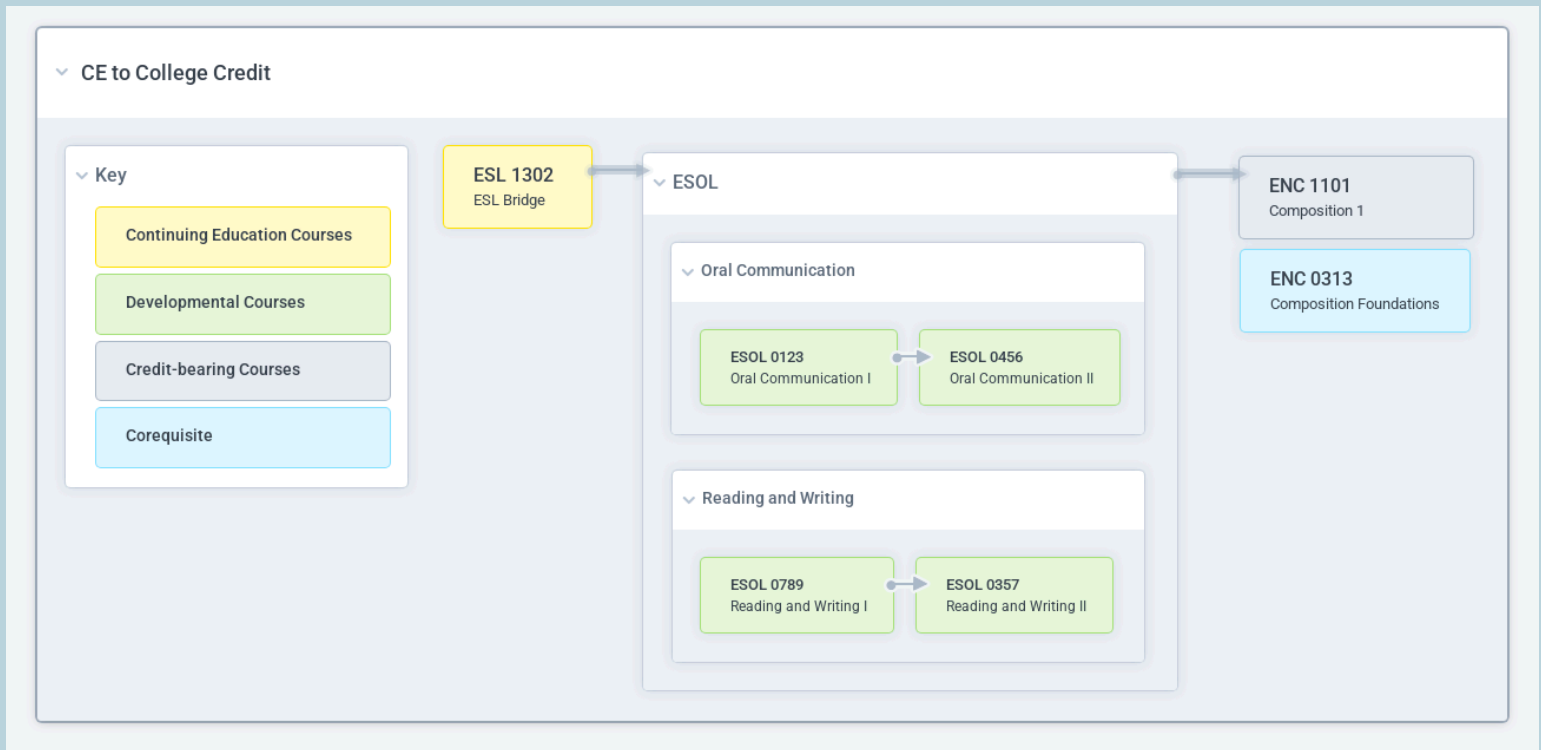 CE to College Credit
Key
Continuing Education Courses
Developmental Courses
Credit-bearing Courses
Corequisite
ESL 1302
ESL Bridge
ESOL
Oral Communication
ESOL 0123
Oral Communication I
ESOL 0456
Oral Communication II
Reading and Writing
ESOL 0789
Reading and Writing I
ESOL 0357
Reading and Writing II
ENC 1101
Composition 1
ENC 0313
Composition Foundations